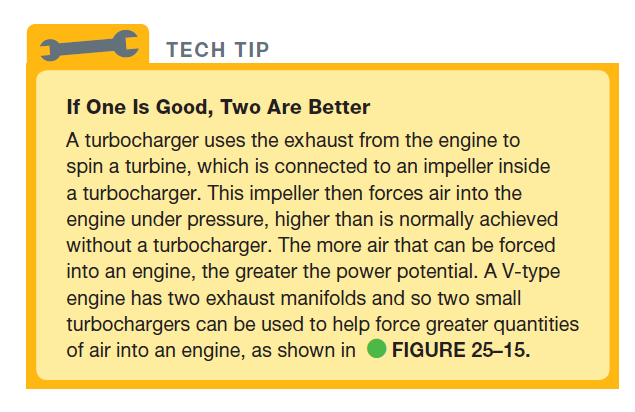 TECH TIP
If One Is Good, Two Are Better
A turbocharger uses the exhaust from the engine to
spin a turbine, which is connected to an impeller inside
a turbocharger. This impeller then forces air into the
engine under pressure, higher than is normally achieved
without a turbocharger. The more air that can be forced
into an engine, the greater the power potential. A V-type
engine has two exhaust manifolds and so two small
turbochargers can be used to help force greater quantities
of air into an engine, as shown in FIGURE 25–15.